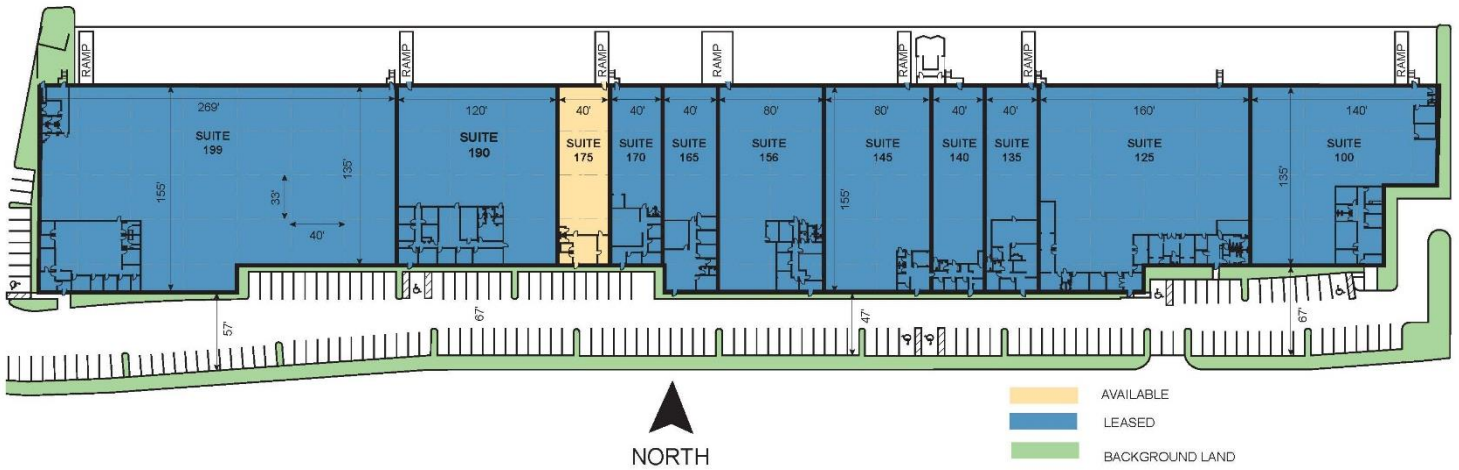 RAMP
RAMP
RAMP
RAMP
RAMP
RAMP
RAMP
269'
120'
40'
40'
40'
80'
80'
40'
40'
160'
140'
SUITE
199
SUITE
190
SUITE
175
SUITE
170
SUITE
165
SUITE
156
SUITE
145
SUITE
140
SUITE
135
SUITE
125
SUITE
100
155'
135'
155'
135'
33'
40'
57'
67'
47'
67'
NORTH
AVAILABLE
LEASED
BACKGROUND LAND